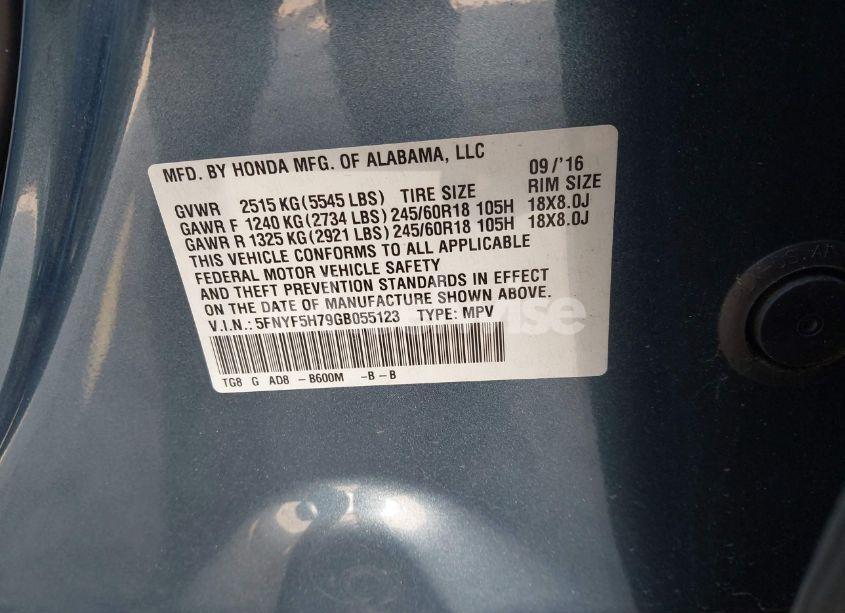 MFD. BY HONDA MFG. OF ALABAMA, LLC 09/'16
GVWR 2515 KG (5545 LBS) TIRE SIZE RIM SIZE
GAWR F 1240 KG (2734 LBS) 245/60R18 105H 18X8.0J
GAWR R 1325 KG (2921 LBS) 245/60R18 105H 18X8.0J
THIS VEHICLE CONFORMS TO ALL APPLICABLE
FEDERAL MOTOR VEHICLE SAFETY
AND THEFT PREVENTION STANDARDS IN EFFECT
ON THE DATE OF MANUFACTURE SHOWN ABOVE.
V.I.N.: 5FNYF5H79GB055123 TYPE: MPV
TG8 G AD8 - B600M -B - B